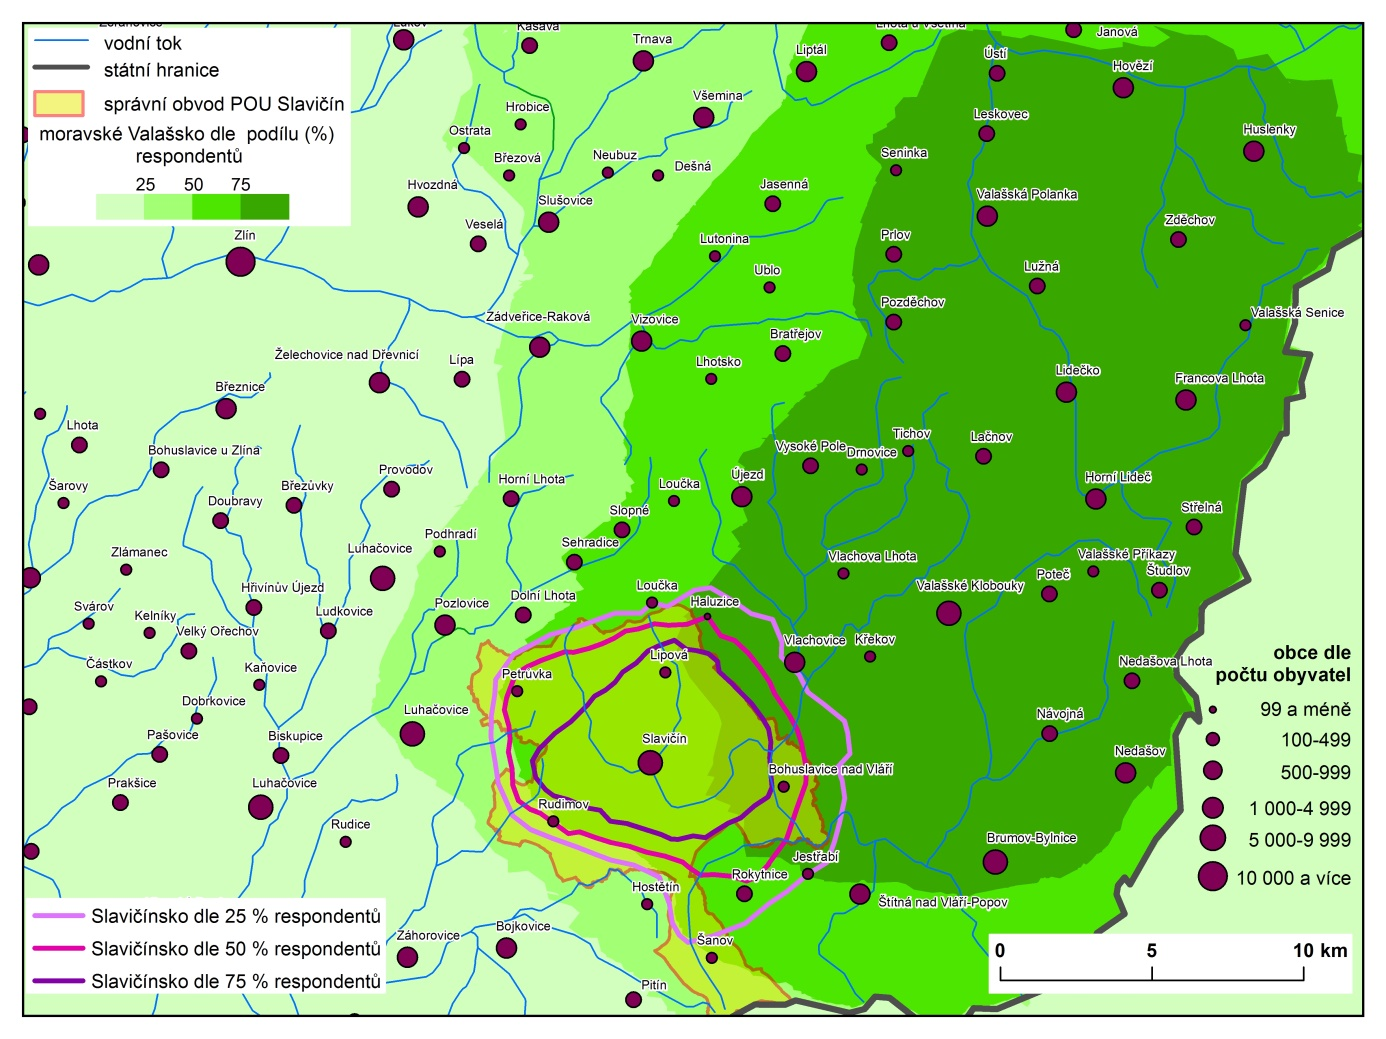 Lukov
Kašava
Trnava
Lhota u Vsetína
Liptál
Janová
Ústí
Hovězí
vodní tok
státní hranice
správní obvod POU Slavičín
moravské Valašsko dle podílu (%)
respondentů
25 50 75
Všemina
Hrobice
Leskovec
Huslenky
Ostrata
Březová
Neubuz
Dešná
Seninka
Hvozdná
Slušovice
Jasenná
Valašská Polanka
Veselá
Zděchov
Zlín
Lutonina
Prlov
Ublo
Lužná
Pozděchov
Valašská Senice
Zádveřice-Raková
Vizovice
Bratřejov
Želechovice nad Dřevnicí
Lípa
Lhotsko
Lidečko
Francova Lhota
Březnice
Lhota
Bohuslavice u Zlína
Vysoké Pole
Drnovice
Tichov
Lačnov
Šarovy
Doubravy
Březůvky
Provodov
Horní Lhota
Loučka
Újezd
Horní Lideč
Slopné
Střelná
Zlámanec
Luhačovice
Podhradí
Sehradice
Vlachova Lhota
Valašské Příkazy
Poteč
Študlov
Hřivínův Újezd
Valašské Klobouky
Svárov
Kelníky
Ludkovice
Pozlovice
Dolní Lhota
Loučka
Haluzice
Velký Ořechov
Vlachovice
Křekov
Částkov
Kaňovice
Petrůvka
Lipová
Nedašova Lhota
Dobrkovice
Luhačovice
Návojná
Pašovice
Biskupice
Slavičín
Nedašov
Bohuslavice nad Vláří
Prakšice
Luhačovice
Rudimov
Rudice
Brumov-Bylnice
Jestřabí
Rokytnice
Hostětín
Štítná nad Vláří-Popov
Záhorovice
Bojkovice
Šanov
Pitín
obce dle
počtu obyvatel
99 a méně
100-499
500-999
1 000-4 999
5 000-9 999
10 000 a více
Slavičínsko dle 25 % respondentů
Slavičínsko dle 50 % respondentů
Slavičínsko dle 75 % respondentů
0 5 10 km